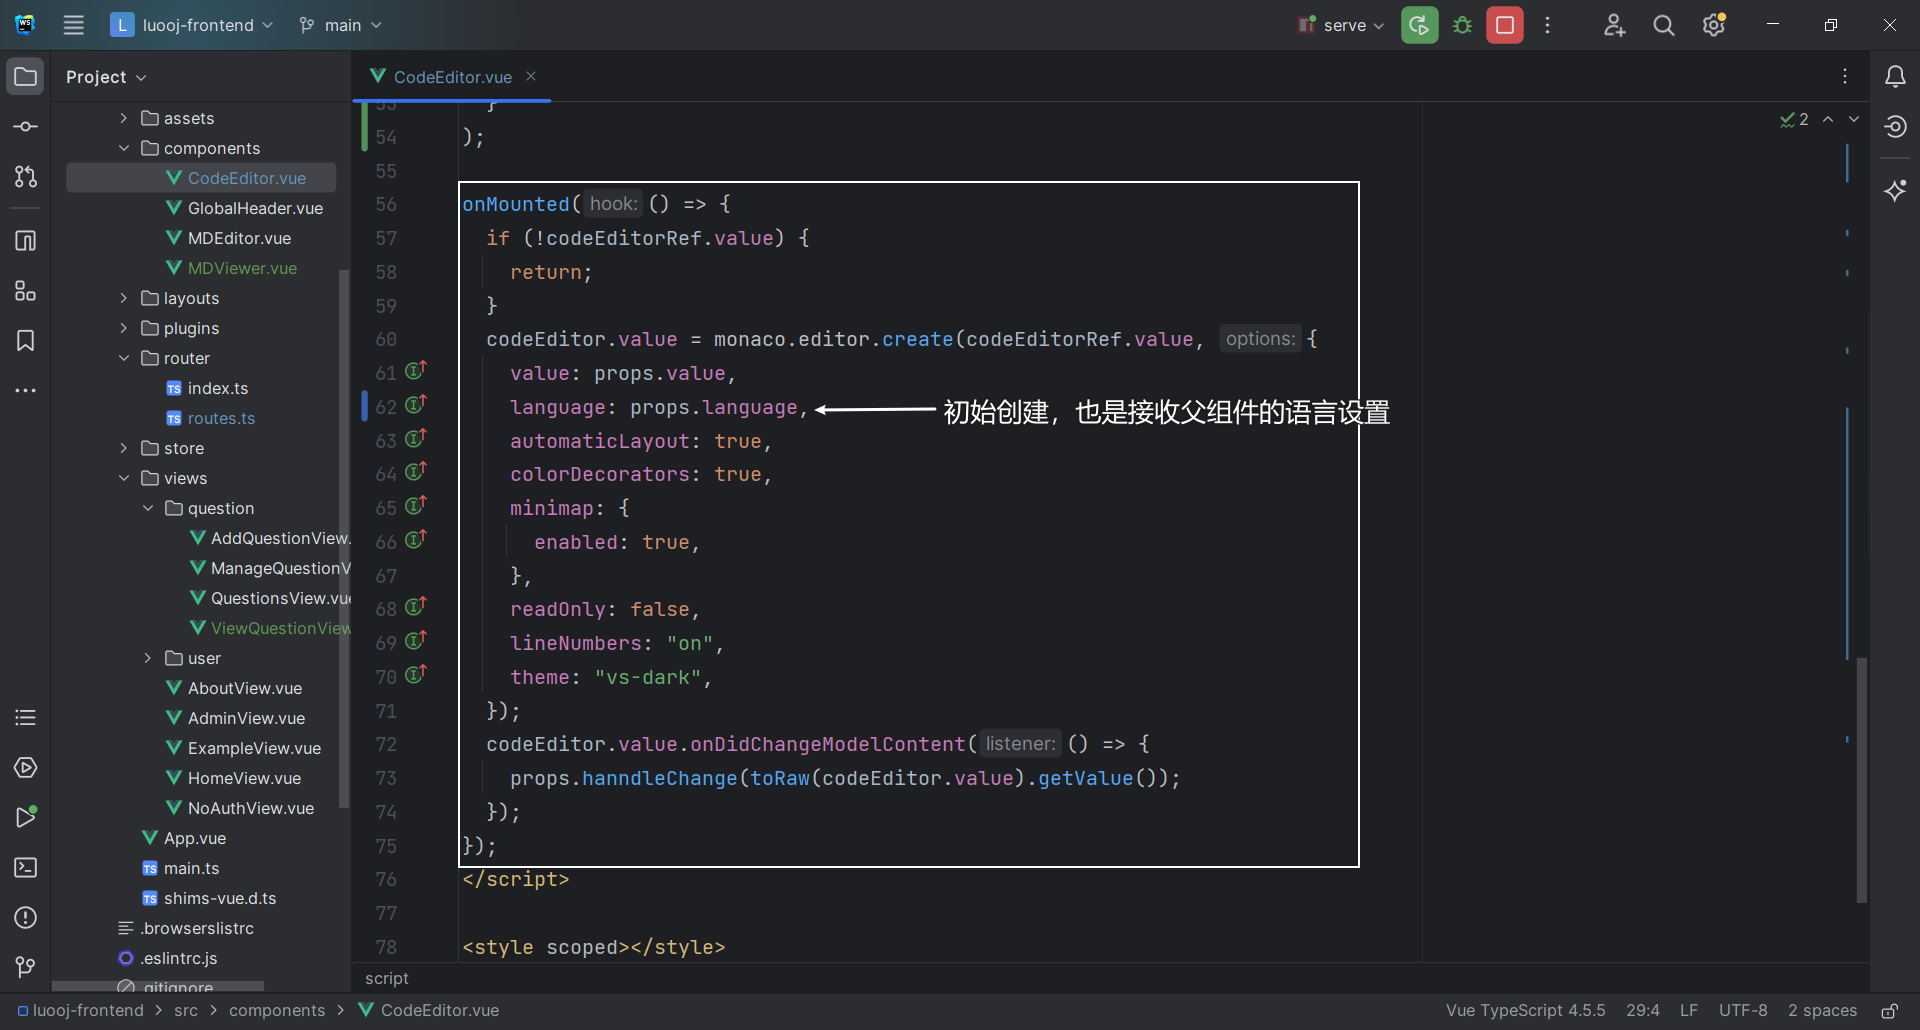 L luooj-frontend main serve
Project
CodeEditor.vue
assets
components
CodeEditor.vue
GlobalHeader.vue
MDEditor.vue
MDViewer.vue
layouts
plugins
router
TS index.ts
TS routes.ts
store
views
question
AddQuestionView.
ManageQuestionV
QuestionsView.vue
ViewQuestionView
user
AboutView.vue
AdminView.vue
ExampleView.vue
HomeView.vue
NoAuthView.vue
App.vue
TS main.ts
TS shims-vue.d.ts
.browserslistrc
.eslintrc.js
.gitignore
2
53 }
54 );
55
56 onMounted( hook: () => {
57 if (!codeEditorRef.value) {
58 return;
59 }
60 codeEditor.value = monaco.editor.create(codeEditorRef.value, options: {
61 value: props.value,
62 language: props.language,
初始创建，也是接收父组件的语言设置
63 automaticLayout: true,
64 colorDecorators: true,
65 minimap: {
66 enabled: true,
67 },
68 readOnly: false,
69 lineNumbers: "on",
70 theme: "vs-dark",
71 });
72 codeEditor.value.onDidChangeModelContent( listener: () => {
73 props.hanndleChange(toRaw(codeEditor.value).getValue());
74 });
75 });
76 </script>
77
78 <style scoped></style>
script
luooj-frontend > src > components > CodeEditor.vue
Vue TypeScript 4.5.5 29:4 LF UTF-8 2 spaces